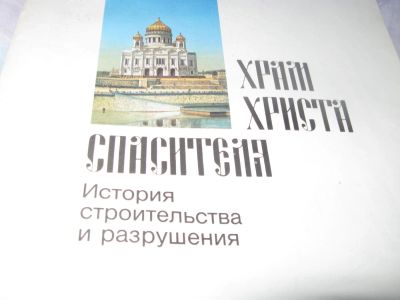 ХРАМ
ХРИСТА
СПАСИТЕЛЯ
История
строительства
и разрушения